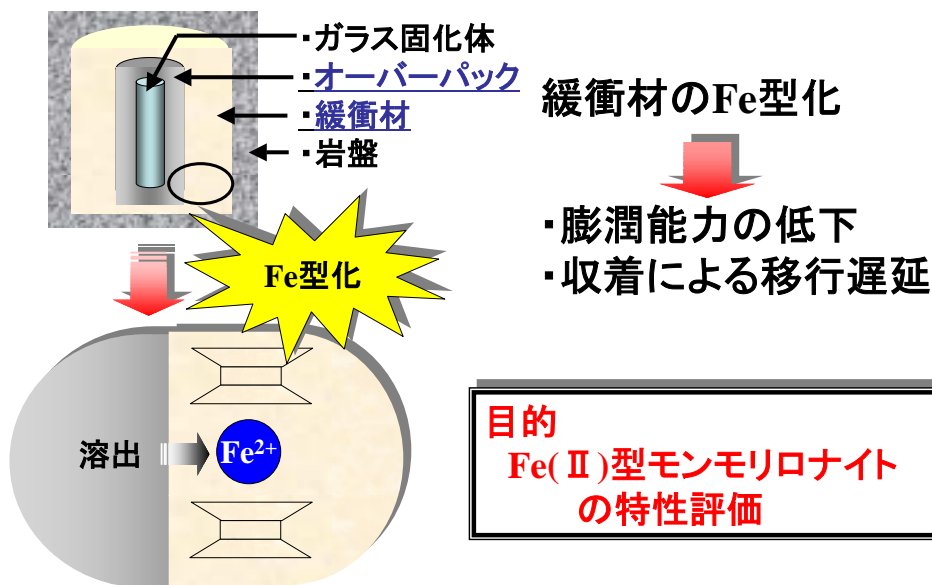 ・ガラス固化体
・オーバーパック
・緩衝材
・岩盤
緩衝材のFe型化
・膨潤能力の低下
・収着による移行遅延
Fe型化
溶出
Fe2+
目的
Fe(Ⅱ)型モンモリロナイト
の特性評価